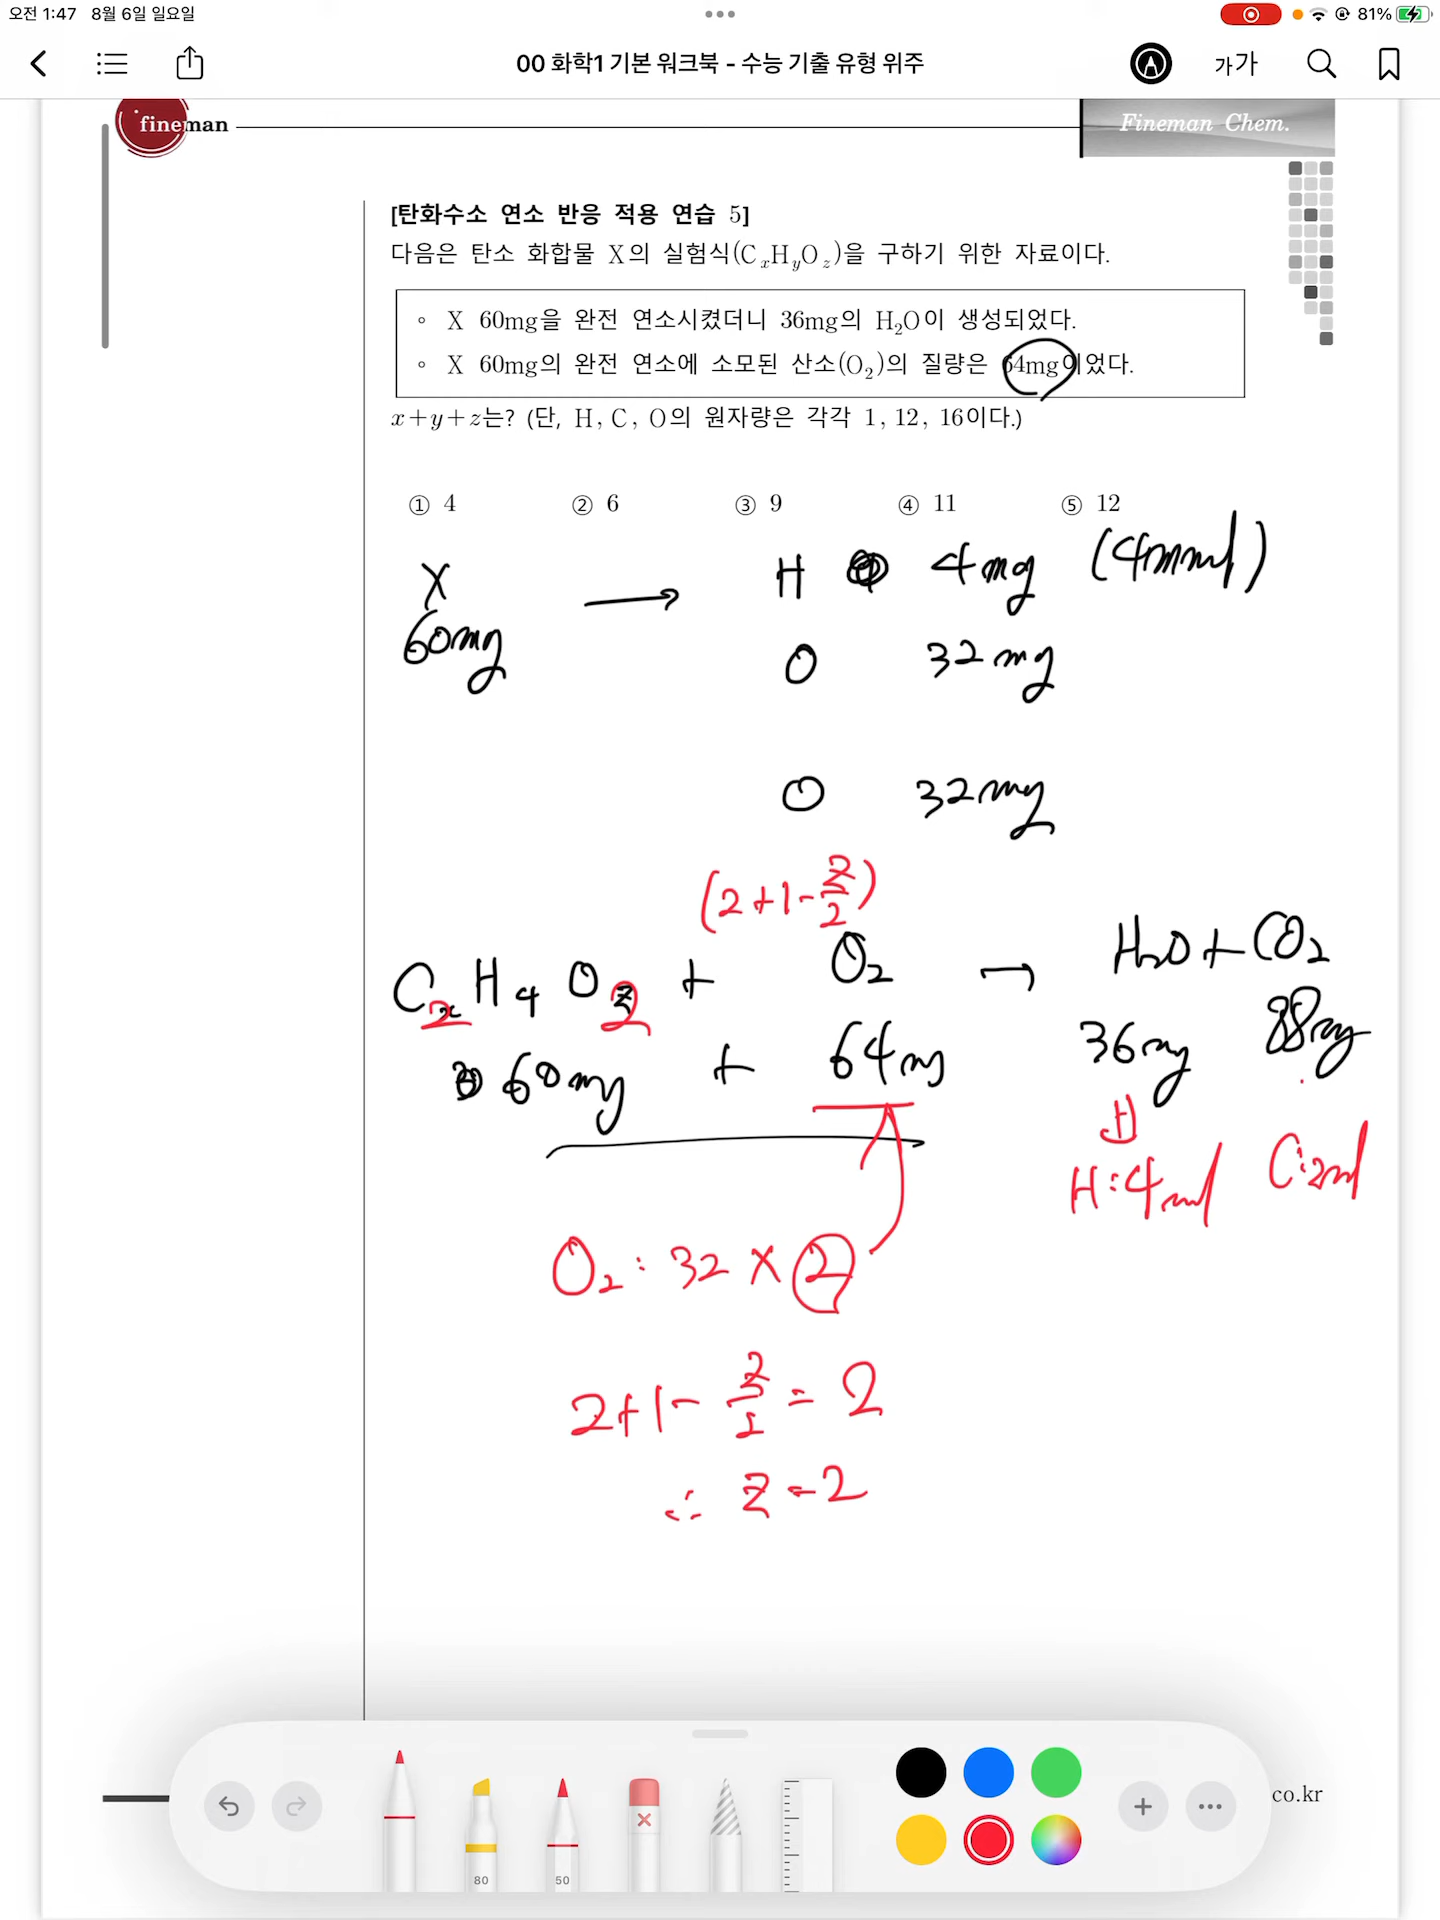 오전 1:47 8월 6일 일요일
81%
00 화학1 기본 워크북 - 수능 기출 유형 위주
가가
fineman
Fineman Chem.
[탄화수소 연소 반응 적용 연습 5]
다음은 탄소 화합물 X의 실험식(CxHyOz)을 구하기 위한 자료이다.
∘ X 60mg을 완전 연소시켰더니 36mg의 H₂O이 생성되었다.
∘ X 60mg의 완전 연소에 소모된 산소(O₂)의 질량은 64mg이었다.
x+y+z는? (단, H, C, O의 원자량은 각각 1, 12, 16이다.)
① 4 ② 6 ③ 9 ④ 11 ⑤ 12
X → H 4mg (4mmol)
60mg O 32mg
O 32mg
(2+1-z/2)
C₂H₄O₂ + O₂ → H₂O + CO₂
60mg + 64mg 36mg 88mg
H:4mol C:2mol
O₂: 32 × 2
2+1-z/2=2
∴ z=2
80
50
co.kr